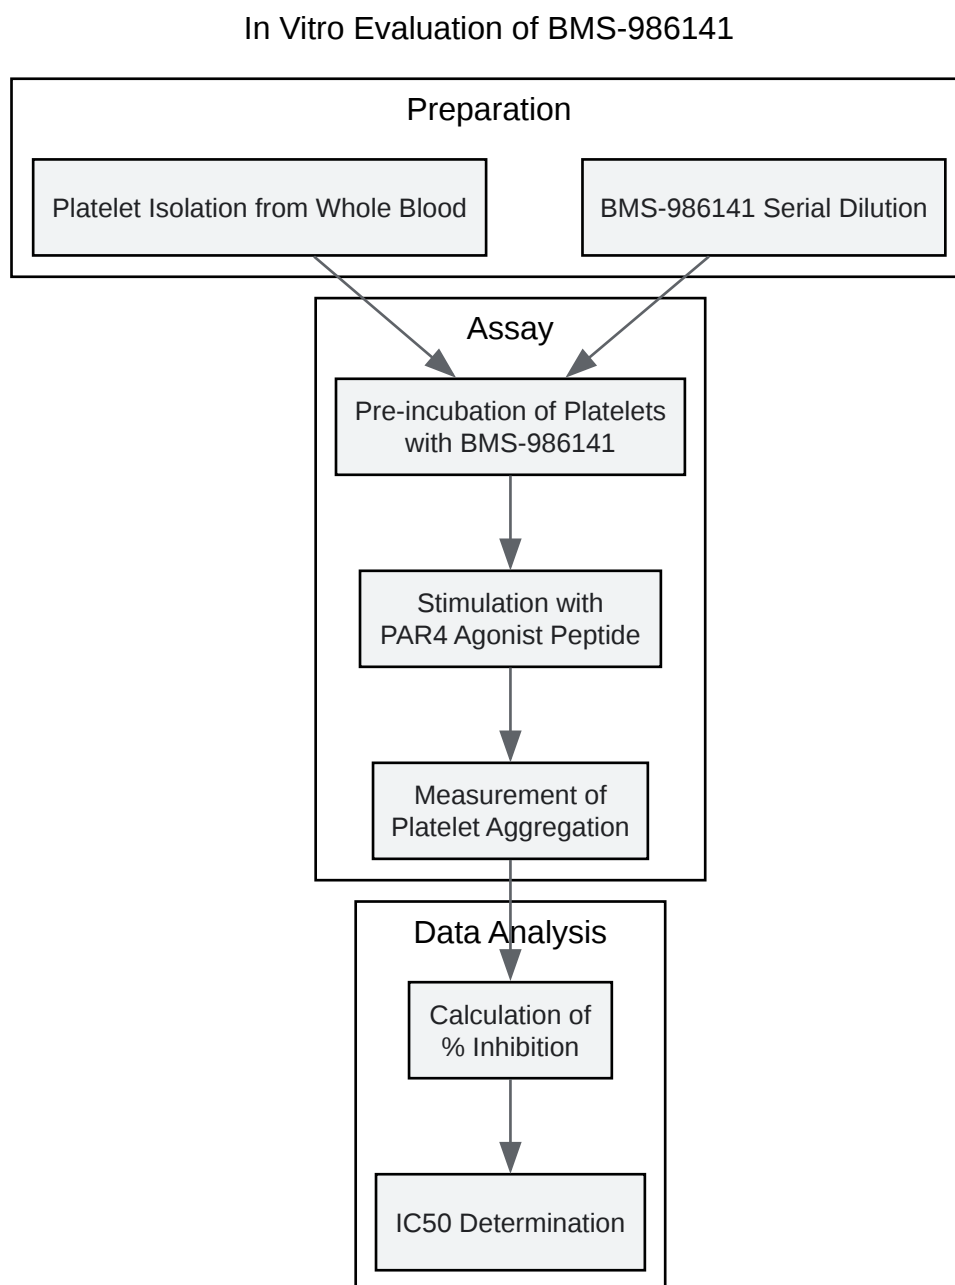 In Vitro Evaluation of BMS-986141
Preparation
Platelet Isolation from Whole Blood
BMS-986141 Serial Dilution
Assay
Pre-incubation of Platelets
with BMS-986141
Stimulation with
PAR4 Agonist Peptide
Measurement of
Platelet Aggregation
Data Analysis
Calculation of
% Inhibition
IC50 Determination